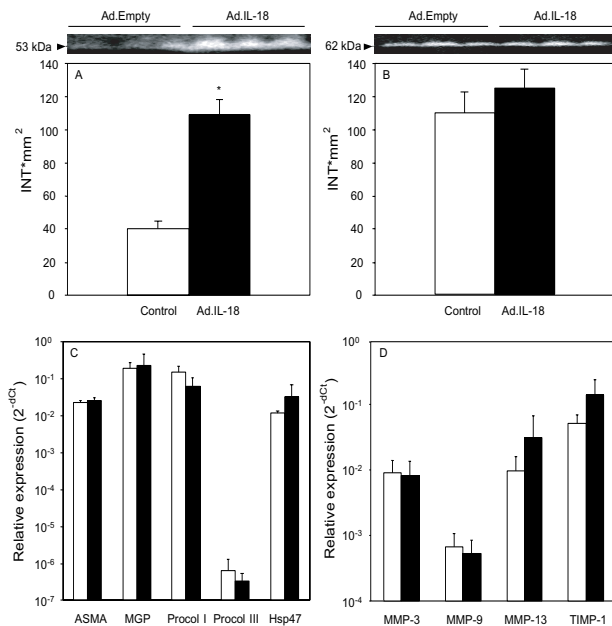 Ad.Empty Ad.IL-18
53 kDa
A
*
140
120
100
80
60
40
20
0
INT*mm2
Control Ad.IL-18
Ad.Empty Ad.IL-18
62 kDa
B
140
120
100
80
60
40
20
0
INT*mm2
Control Ad.IL-18
C
10^0
10^-1
10^-2
10^-3
10^-4
10^-5
10^-6
10^-7
Relative expression (2^-dCt)
ASMA MGP Procol I Procol III Hsp47
D
10^0
10^-1
10^-2
10^-3
10^-4
Relative expression (2^-dCt)
MMP-3 MMP-9 MMP-13 TIMP-1